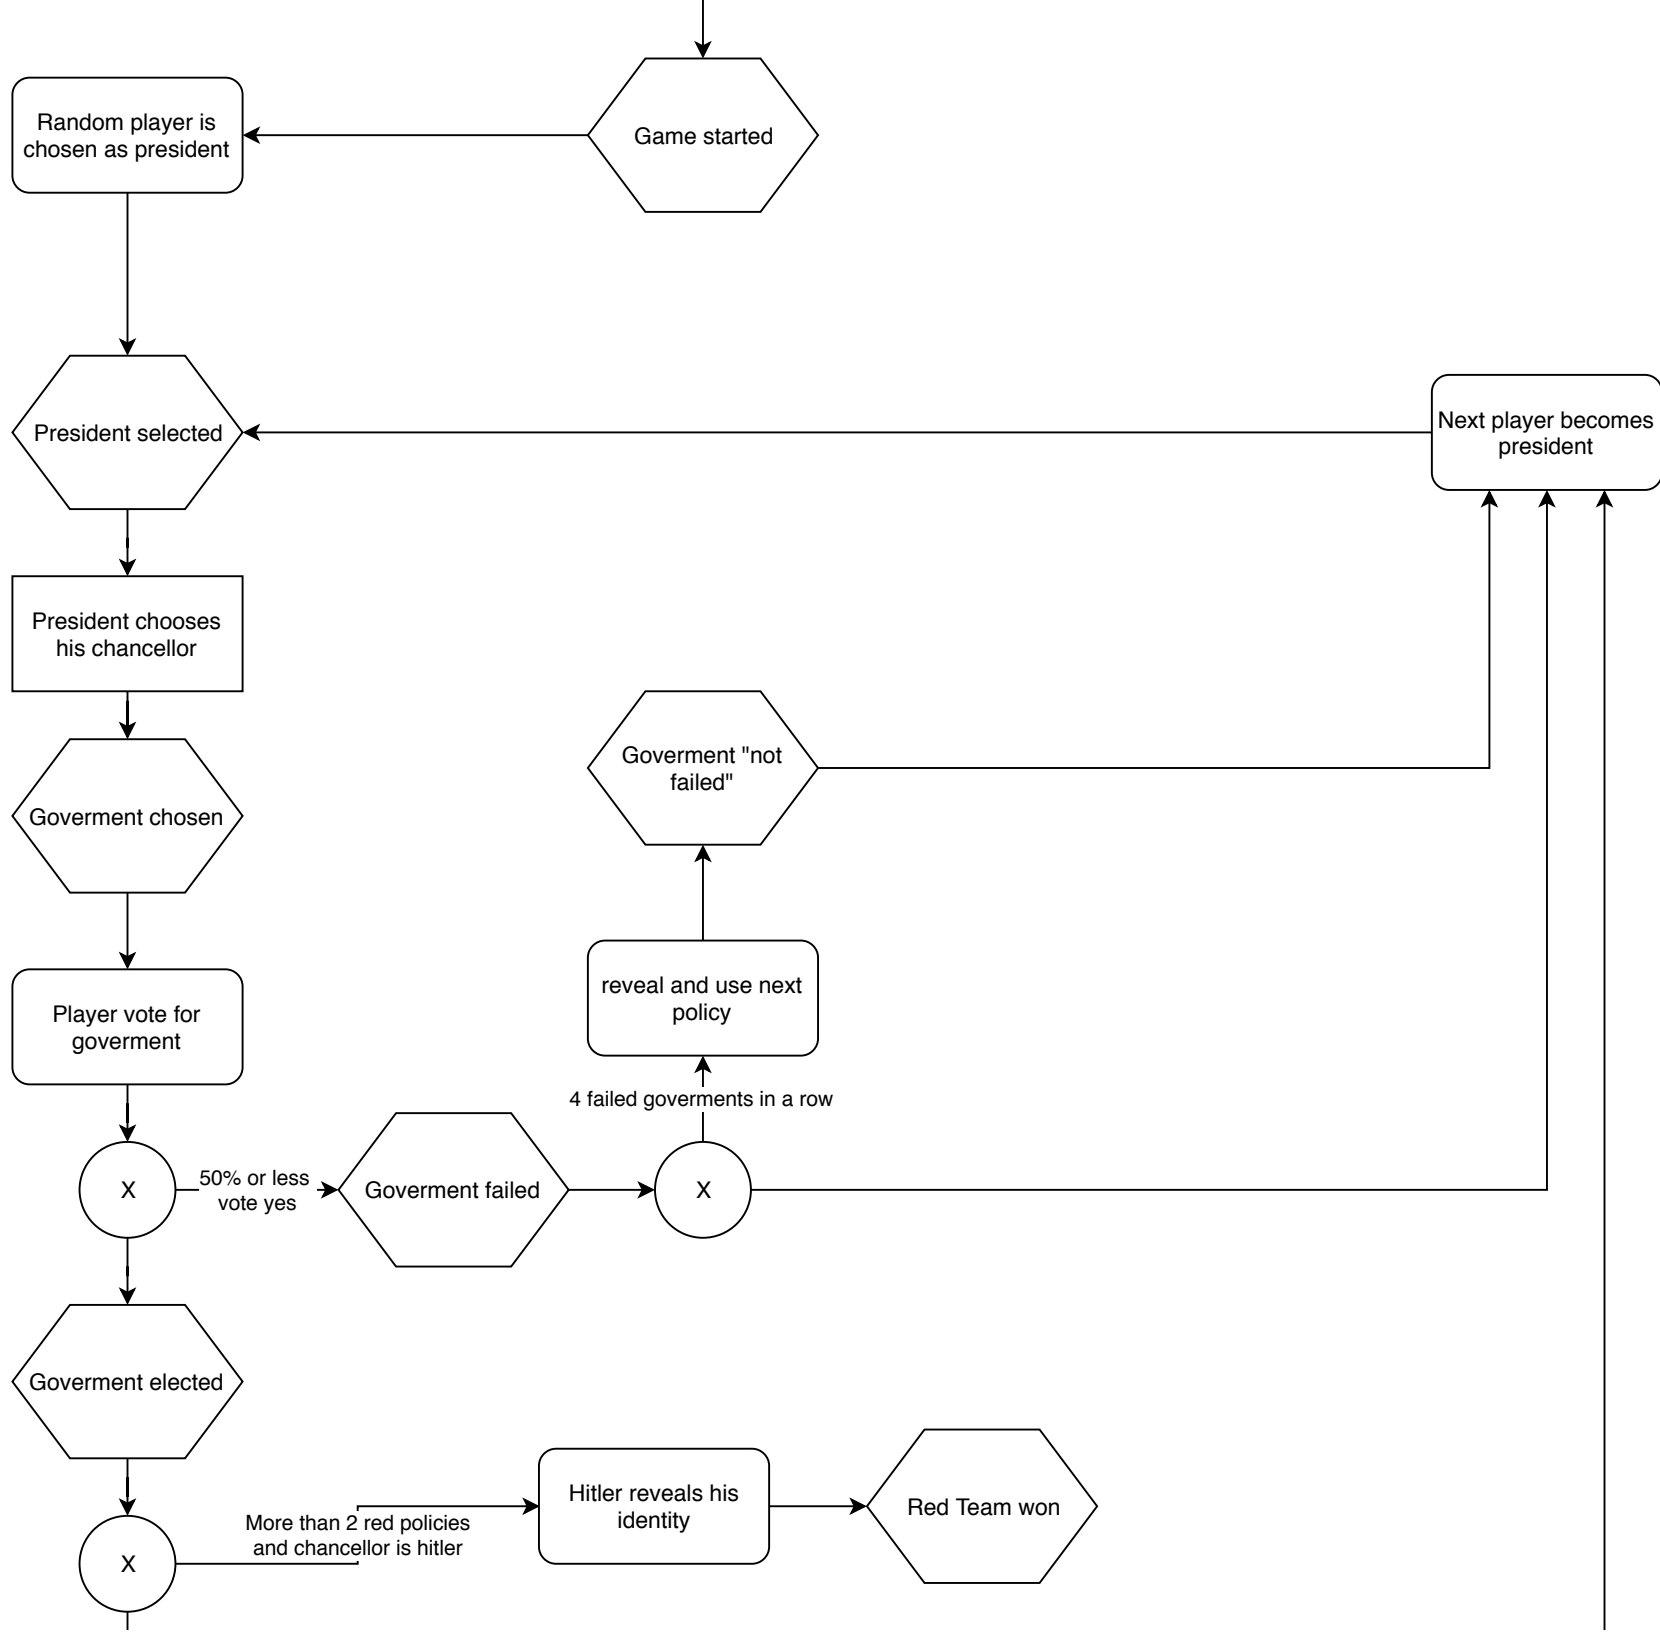 Random player is
chosen as president
Game started
President selected
Next player becomes
president
President chooses
his chancellor
Goverment "not
failed"
Goverment chosen
reveal and use next
policy
Player vote for
goverment
4 failed goverments in a row
X
50% or less
vote yes
Goverment failed
X
Goverment elected
More than 2 red policies
and chancellor is hitler
Hitler reveals his
identity
Red Team won
X